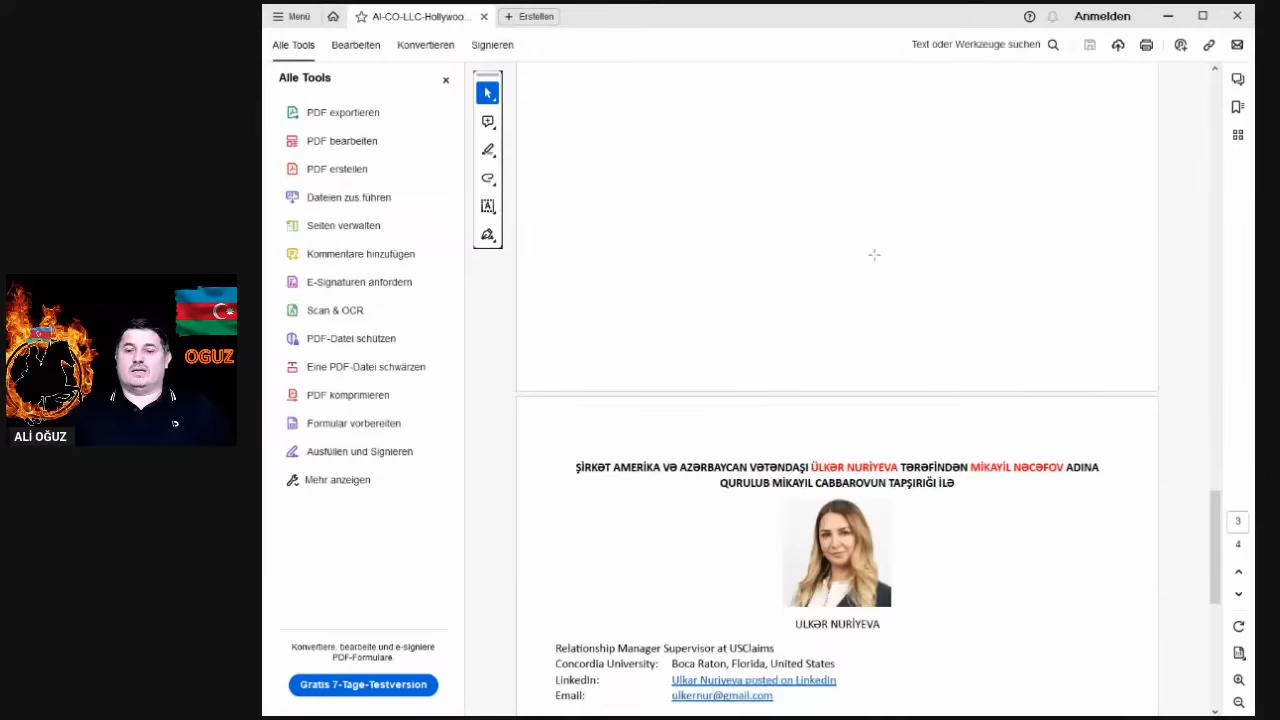 Menü
AI-CO-LLC-Hollywoo...
Erstellen
Anmelden
Alle Tools
Bearbeiten
Konvertieren
Signieren
Text oder Werkzeuge suchen
Alle Tools
PDF exportieren
PDF bearbeiten
PDF erstellen
Dateien zus.führen
Seiten verwalten
Kommentare hinzufügen
E-Signaturen anfordern
Scan & OCR
PDF-Datei schützen
Eine PDF-Datei schwärzen
PDF komprimieren
Formular vorbereiten
Ausfüllen und Signieren
Mehr anzeigen
Konvertiere, bearbeite und e-signiere
PDF-Formulare.
Gratis 7-Tage-Testversion
OGUZ
ALİ OĞUZ
ŞİRKƏT AMERİKA VƏ AZƏRBAYCAN VƏTƏNDAŞI ÜLKƏR NURİYEVA TƏRƏFİNDƏN MİKAYİL NƏCƏFOV ADINA
QURULUB MİKAYIL CABBAROVUN TAPŞIRIĞI İLƏ
ULKƏR NURİYEVA
Relationship Manager Supervisor at USClaims
Concordia University: Boca Raton, Florida, United States
LinkedIn: Ulkar Nuriyeva posted on LinkedIn
Email: ulkernur@gmail.com
3
4